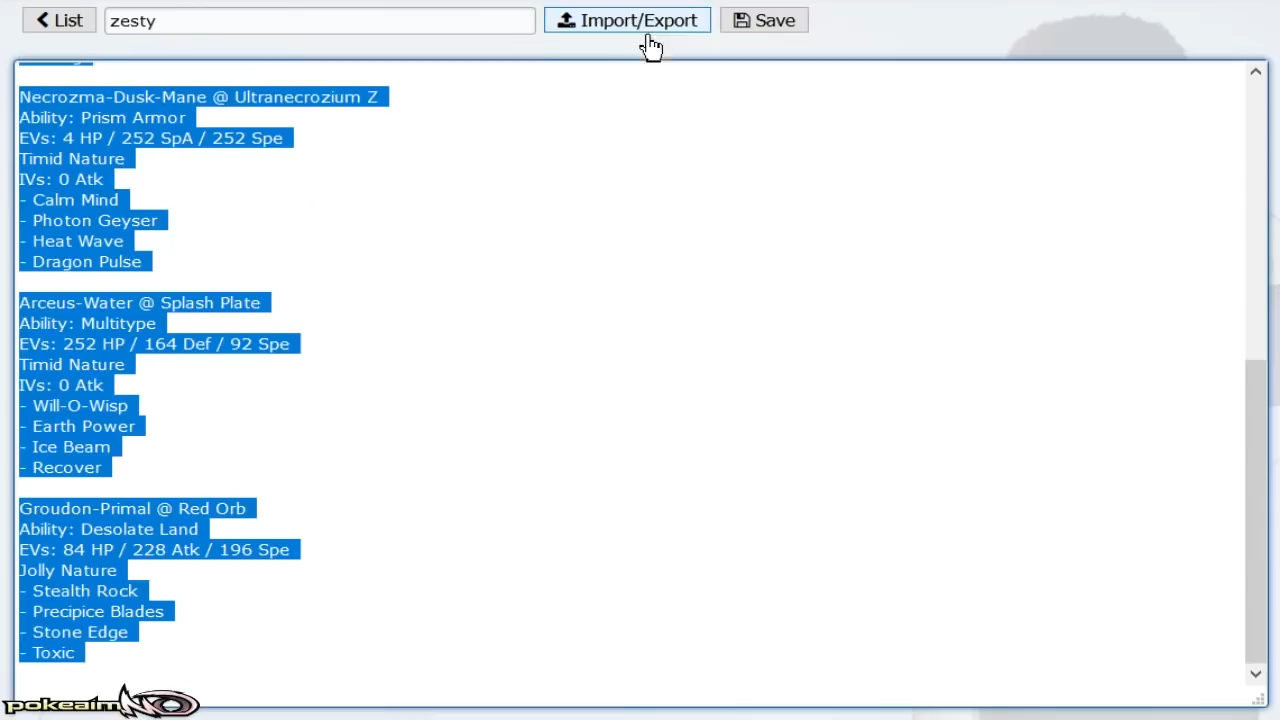 List
zesty
Import/Export
Save
Necrozma-Dusk-Mane @ Ultranecrozium Z
Ability: Prism Armor
EVs: 4 HP / 252 SpA / 252 Spe
Timid Nature
IVs: 0 Atk
- Calm Mind
- Photon Geyser
- Heat Wave
- Dragon Pulse
Arceus-Water @ Splash Plate
Ability: Multitype
EVs: 252 HP / 164 Def / 92 Spe
Timid Nature
IVs: 0 Atk
- Will-O-Wisp
- Earth Power
- Ice Beam
- Recover
Groudon-Primal @ Red Orb
Ability: Desolate Land
EVs: 84 HP / 228 Atk / 196 Spe
Jolly Nature
- Stealth Rock
- Precipice Blades
- Stone Edge
- Toxic
pokeaimMD